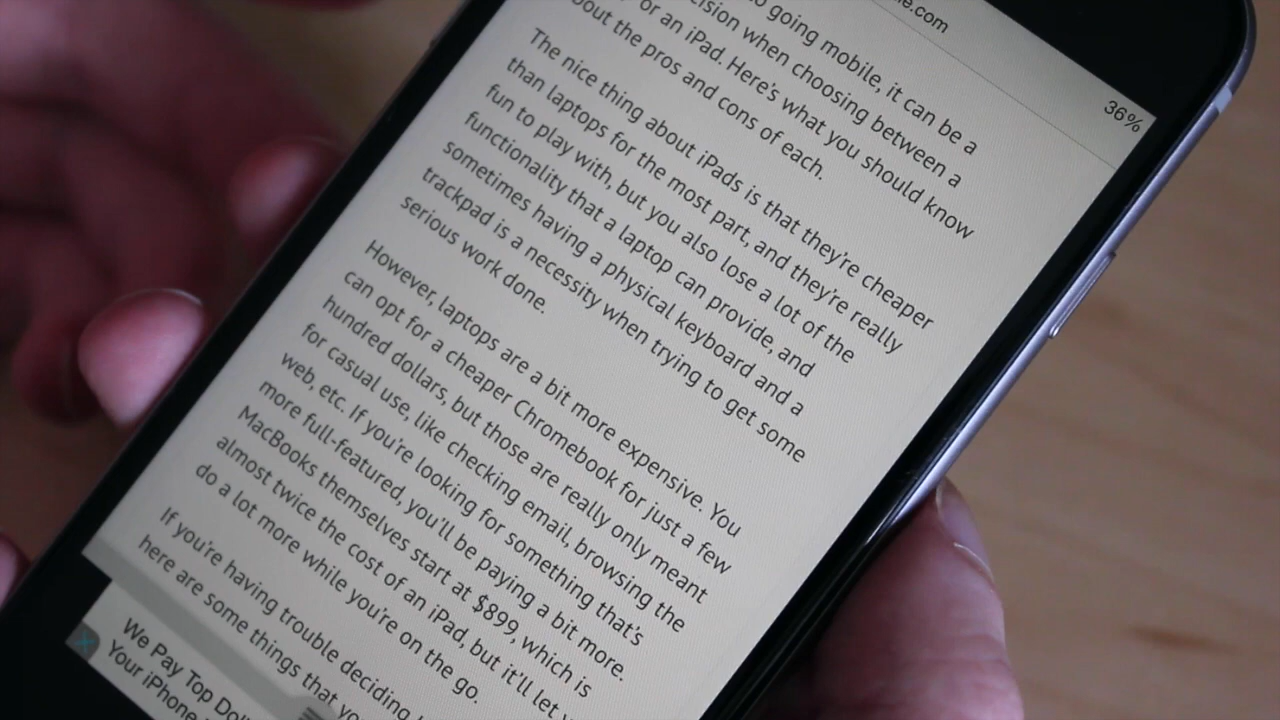 e.com
36%
going mobile, it can be a
cision when choosing between a
or an iPad. Here's what you should know
about the pros and cons of each.
The nice thing about iPads is that they're cheaper
than laptops for the most part, and they're really
fun to play with, but you also lose a lot of the
functionality that a laptop can provide, and
sometimes having a physical keyboard and a
trackpad is a necessity when trying to get some
serious work done.
However, laptops are a bit more expensive. You
can opt for a cheaper Chromebook for just a few
hundred dollars, but those are really only meant
for casual use, like checking email, browsing the
web, etc. If you're looking for something that's
more full-featured, you'll be paying a bit more.
MacBooks themselves start at $899, which is
almost twice the cost of an iPad, but it'll let
do a lot more while you're on the go.
If you're having trouble deciding
here are some things that yo
We Pay Top Doll
Your iPhone